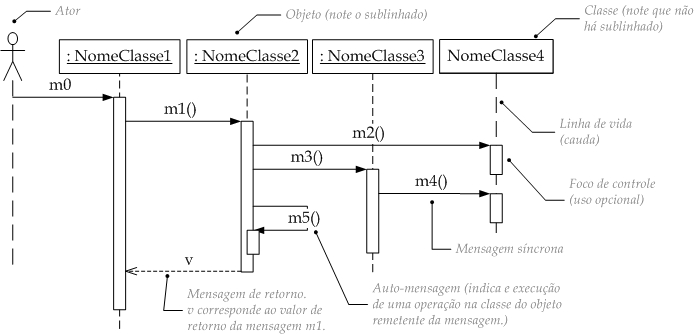 Ator
Objeto (note o sublinhado)
Classe (note que não
há sublinhado)
: NomeClasse1
: NomeClasse2
: NomeClasse3
NomeClasse4
m0
m1()
m2()
Linha de vida
(cauda)
m3()
m4()
Foco de controle
(uso opcional)
m5()
Mensagem síncrona
v
Mensagem de retorno.
v corresponde ao valor de
retorno da mensagem m1.
Auto-mensagem (indica e execução
de uma operação na classe do objeto
remetente da mensagem.)